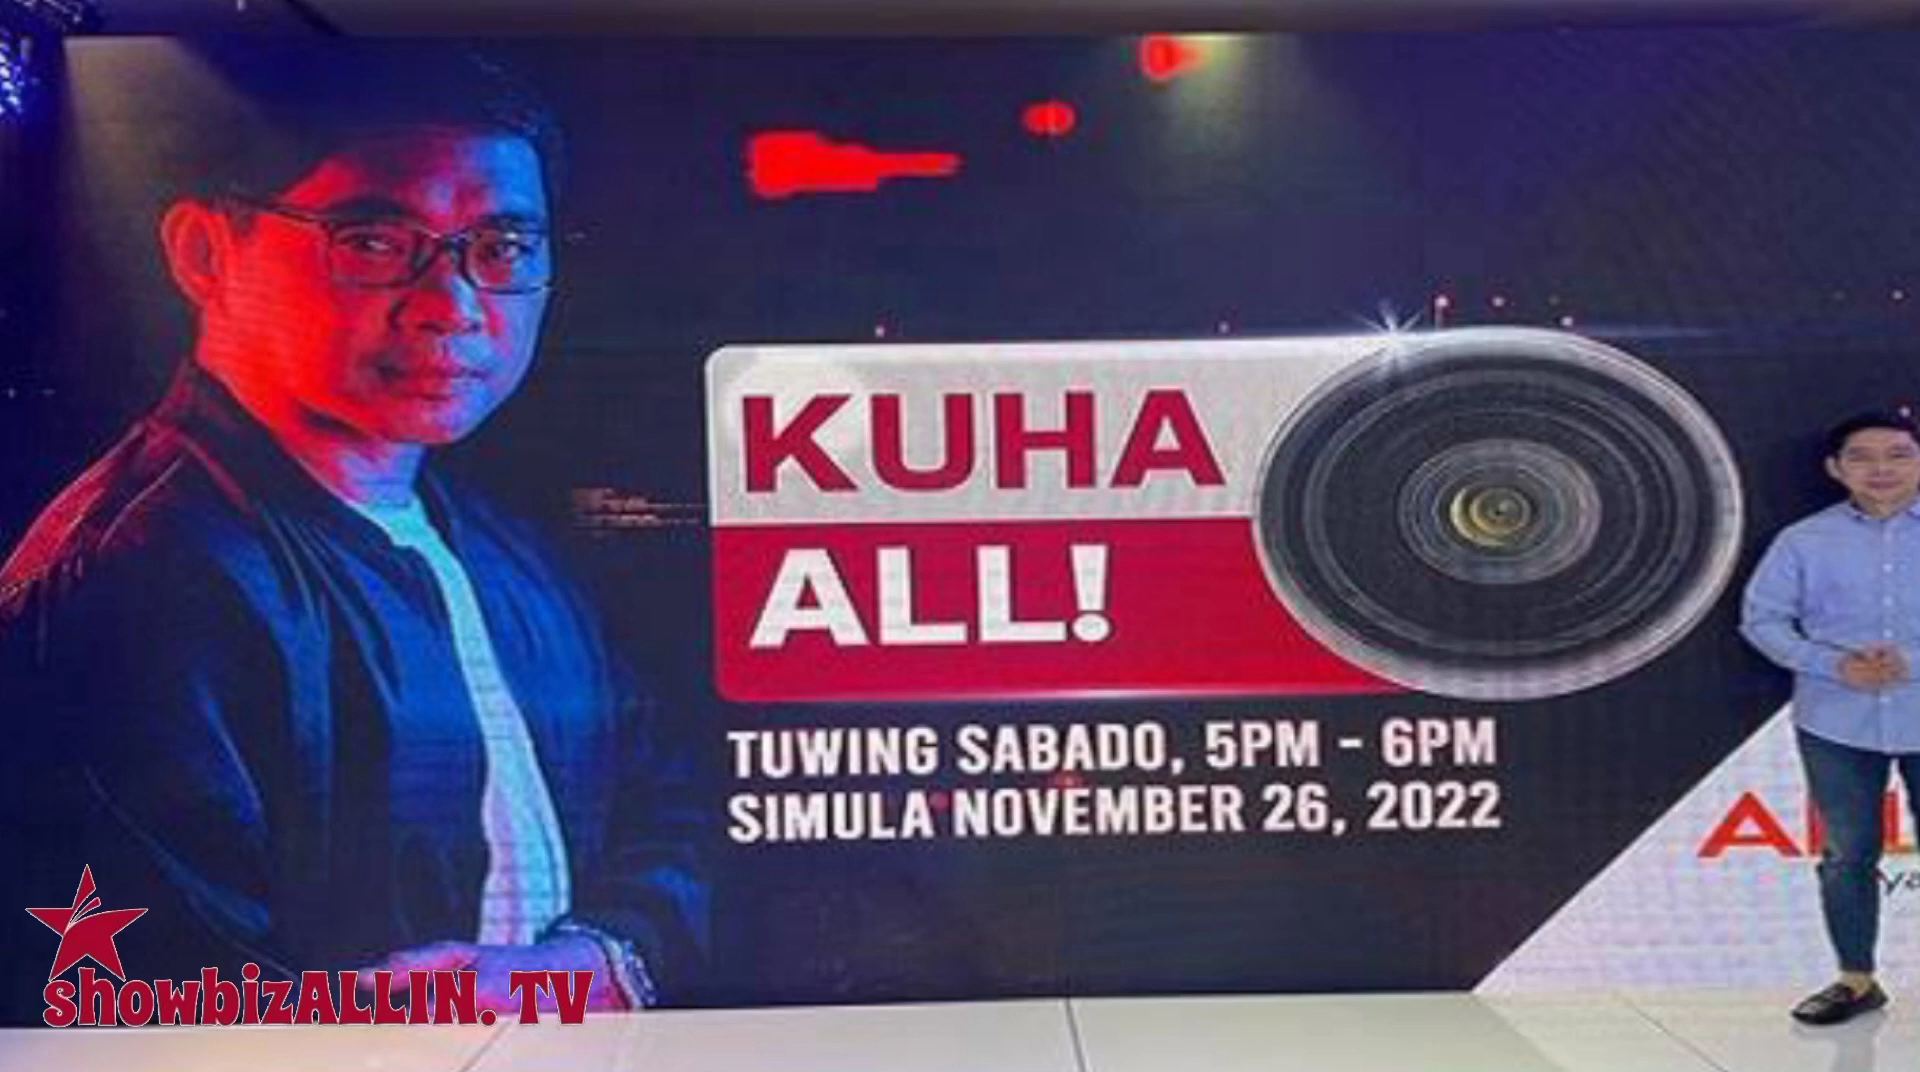 KUHA
ALL!
TUWING SABADO, 5PM - 6PM
SIMULA NOVEMBER 26, 2022
showbizALLIN. TV